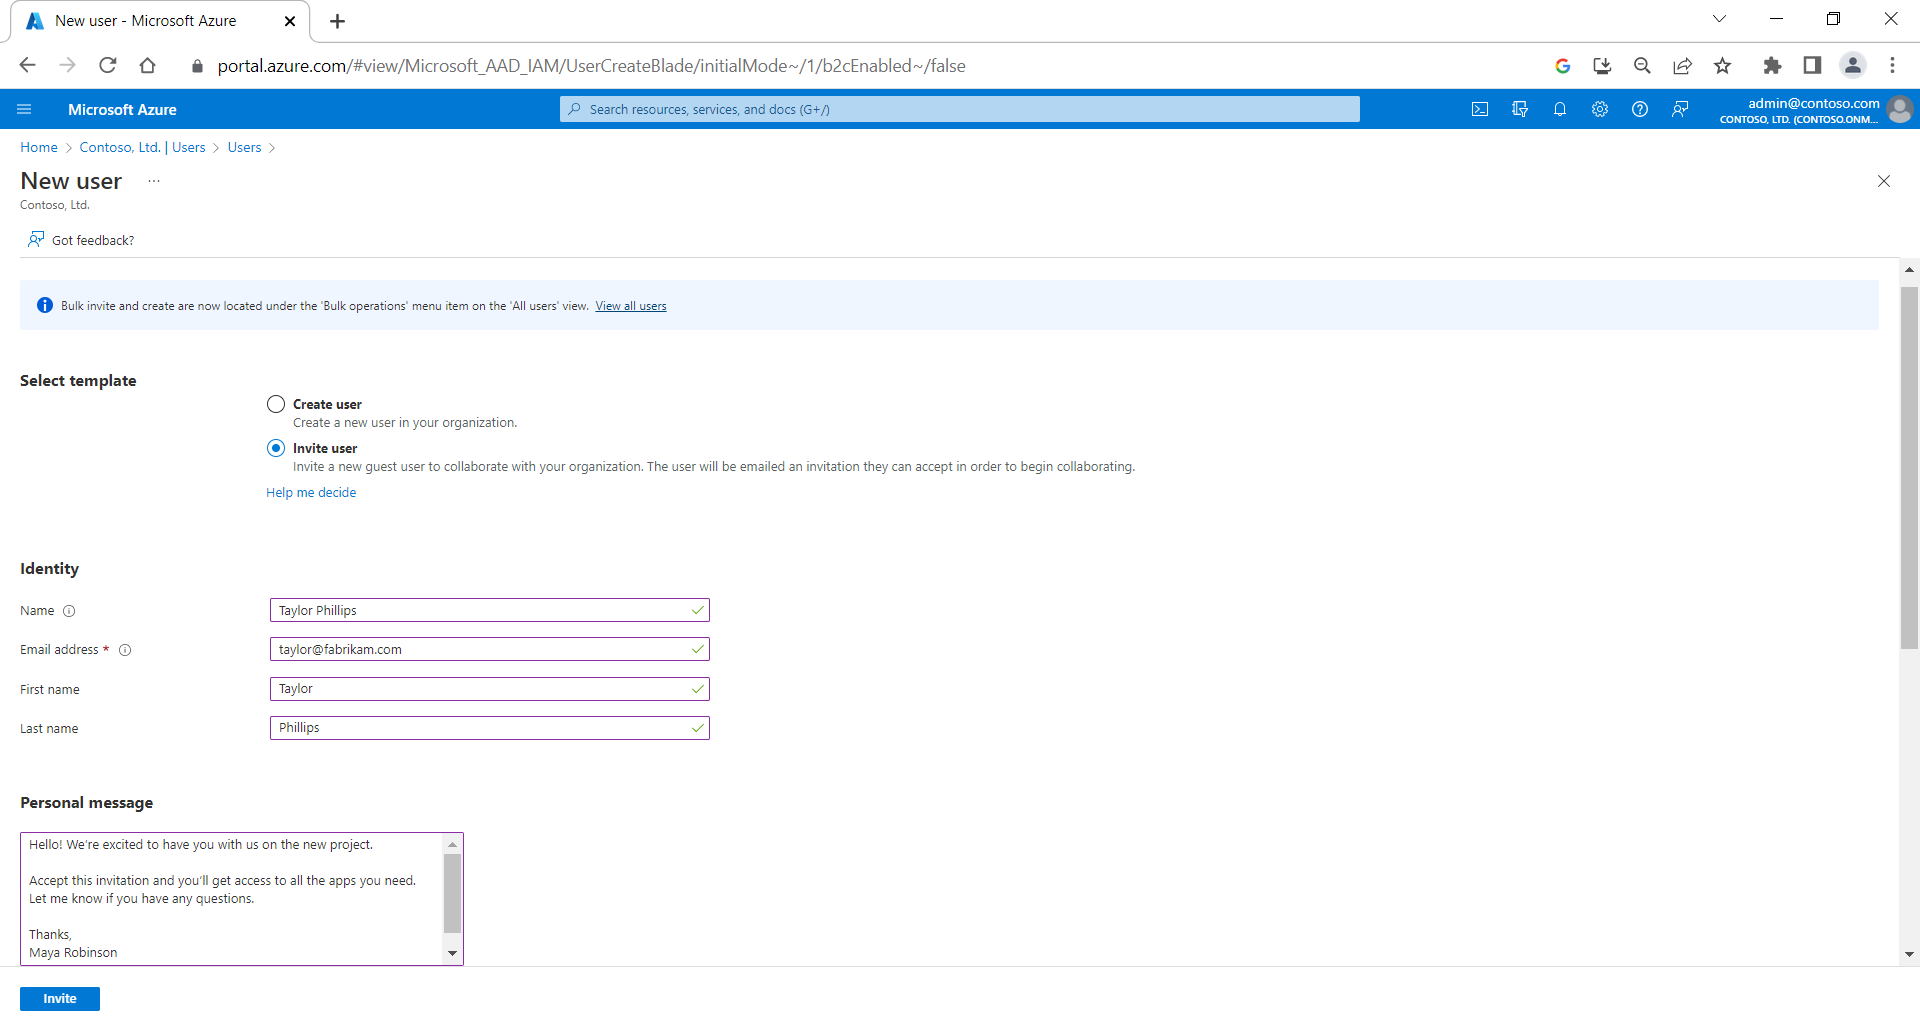 New user - Microsoft Azure
portal.azure.com/#view/Microsoft_AAD_IAM/UserCreateBlade/initialMode~/1/b2cEnabled~/false
Microsoft Azure
Search resources, services, and docs (G+/)
admin@contoso.com
CONTOSO, LTD. (CONTOSO.ONM...
Home > Contoso, Ltd. | Users > Users >
New user ...
Contoso, Ltd.
Got feedback?
Bulk invite and create are now located under the 'Bulk operations' menu item on the 'All users' view. View all users
Select template
Create user
Create a new user in your organization.
Invite user
Invite a new guest user to collaborate with your organization. The user will be emailed an invitation they can accept in order to begin collaborating.
Help me decide
Identity
Name Taylor Phillips
Email address * taylor@fabrikam.com
First name Taylor
Last name Phillips
Personal message
Hello! We're excited to have you with us on the new project.
Accept this invitation and you'll get access to all the apps you need.
Let me know if you have any questions.
Thanks,
Maya Robinson
Invite